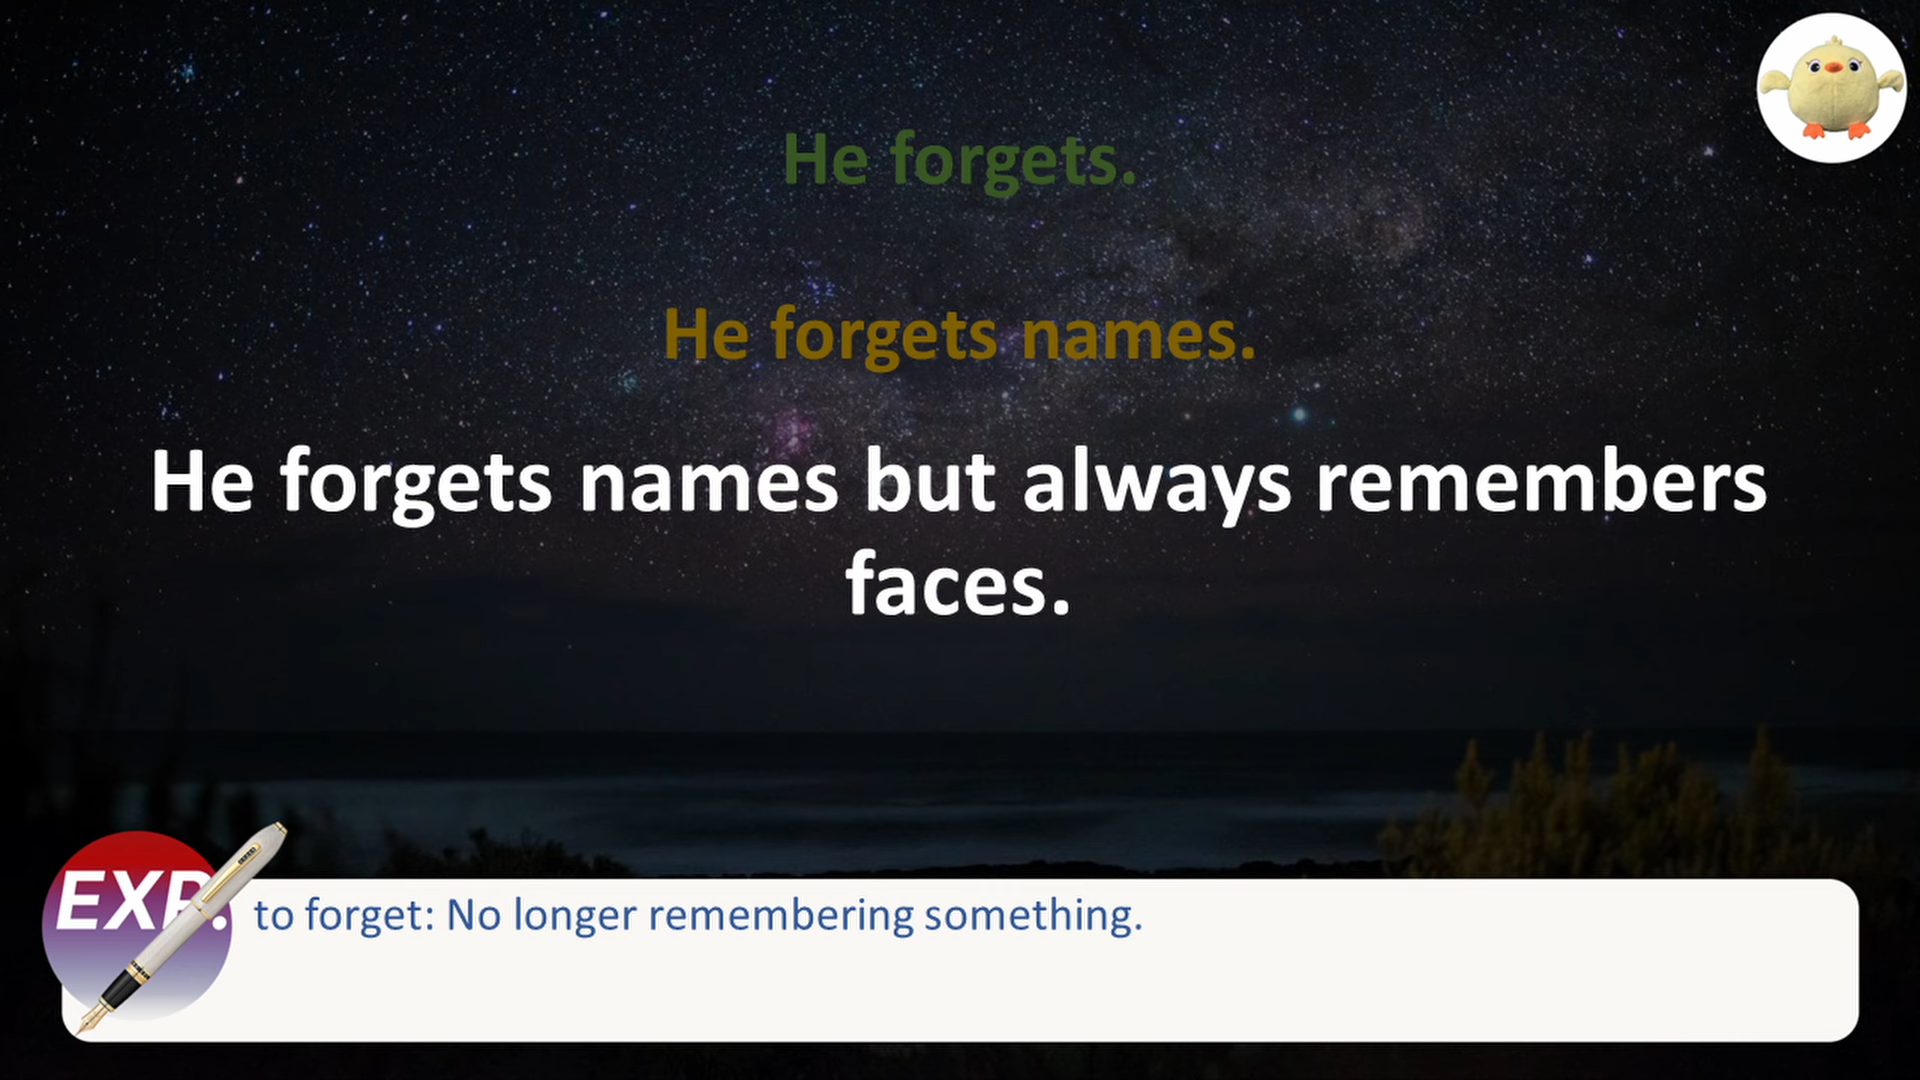 He forgets.
He forgets names.
He forgets names but always remembers
faces.
EXP.
to forget: No longer remembering something.